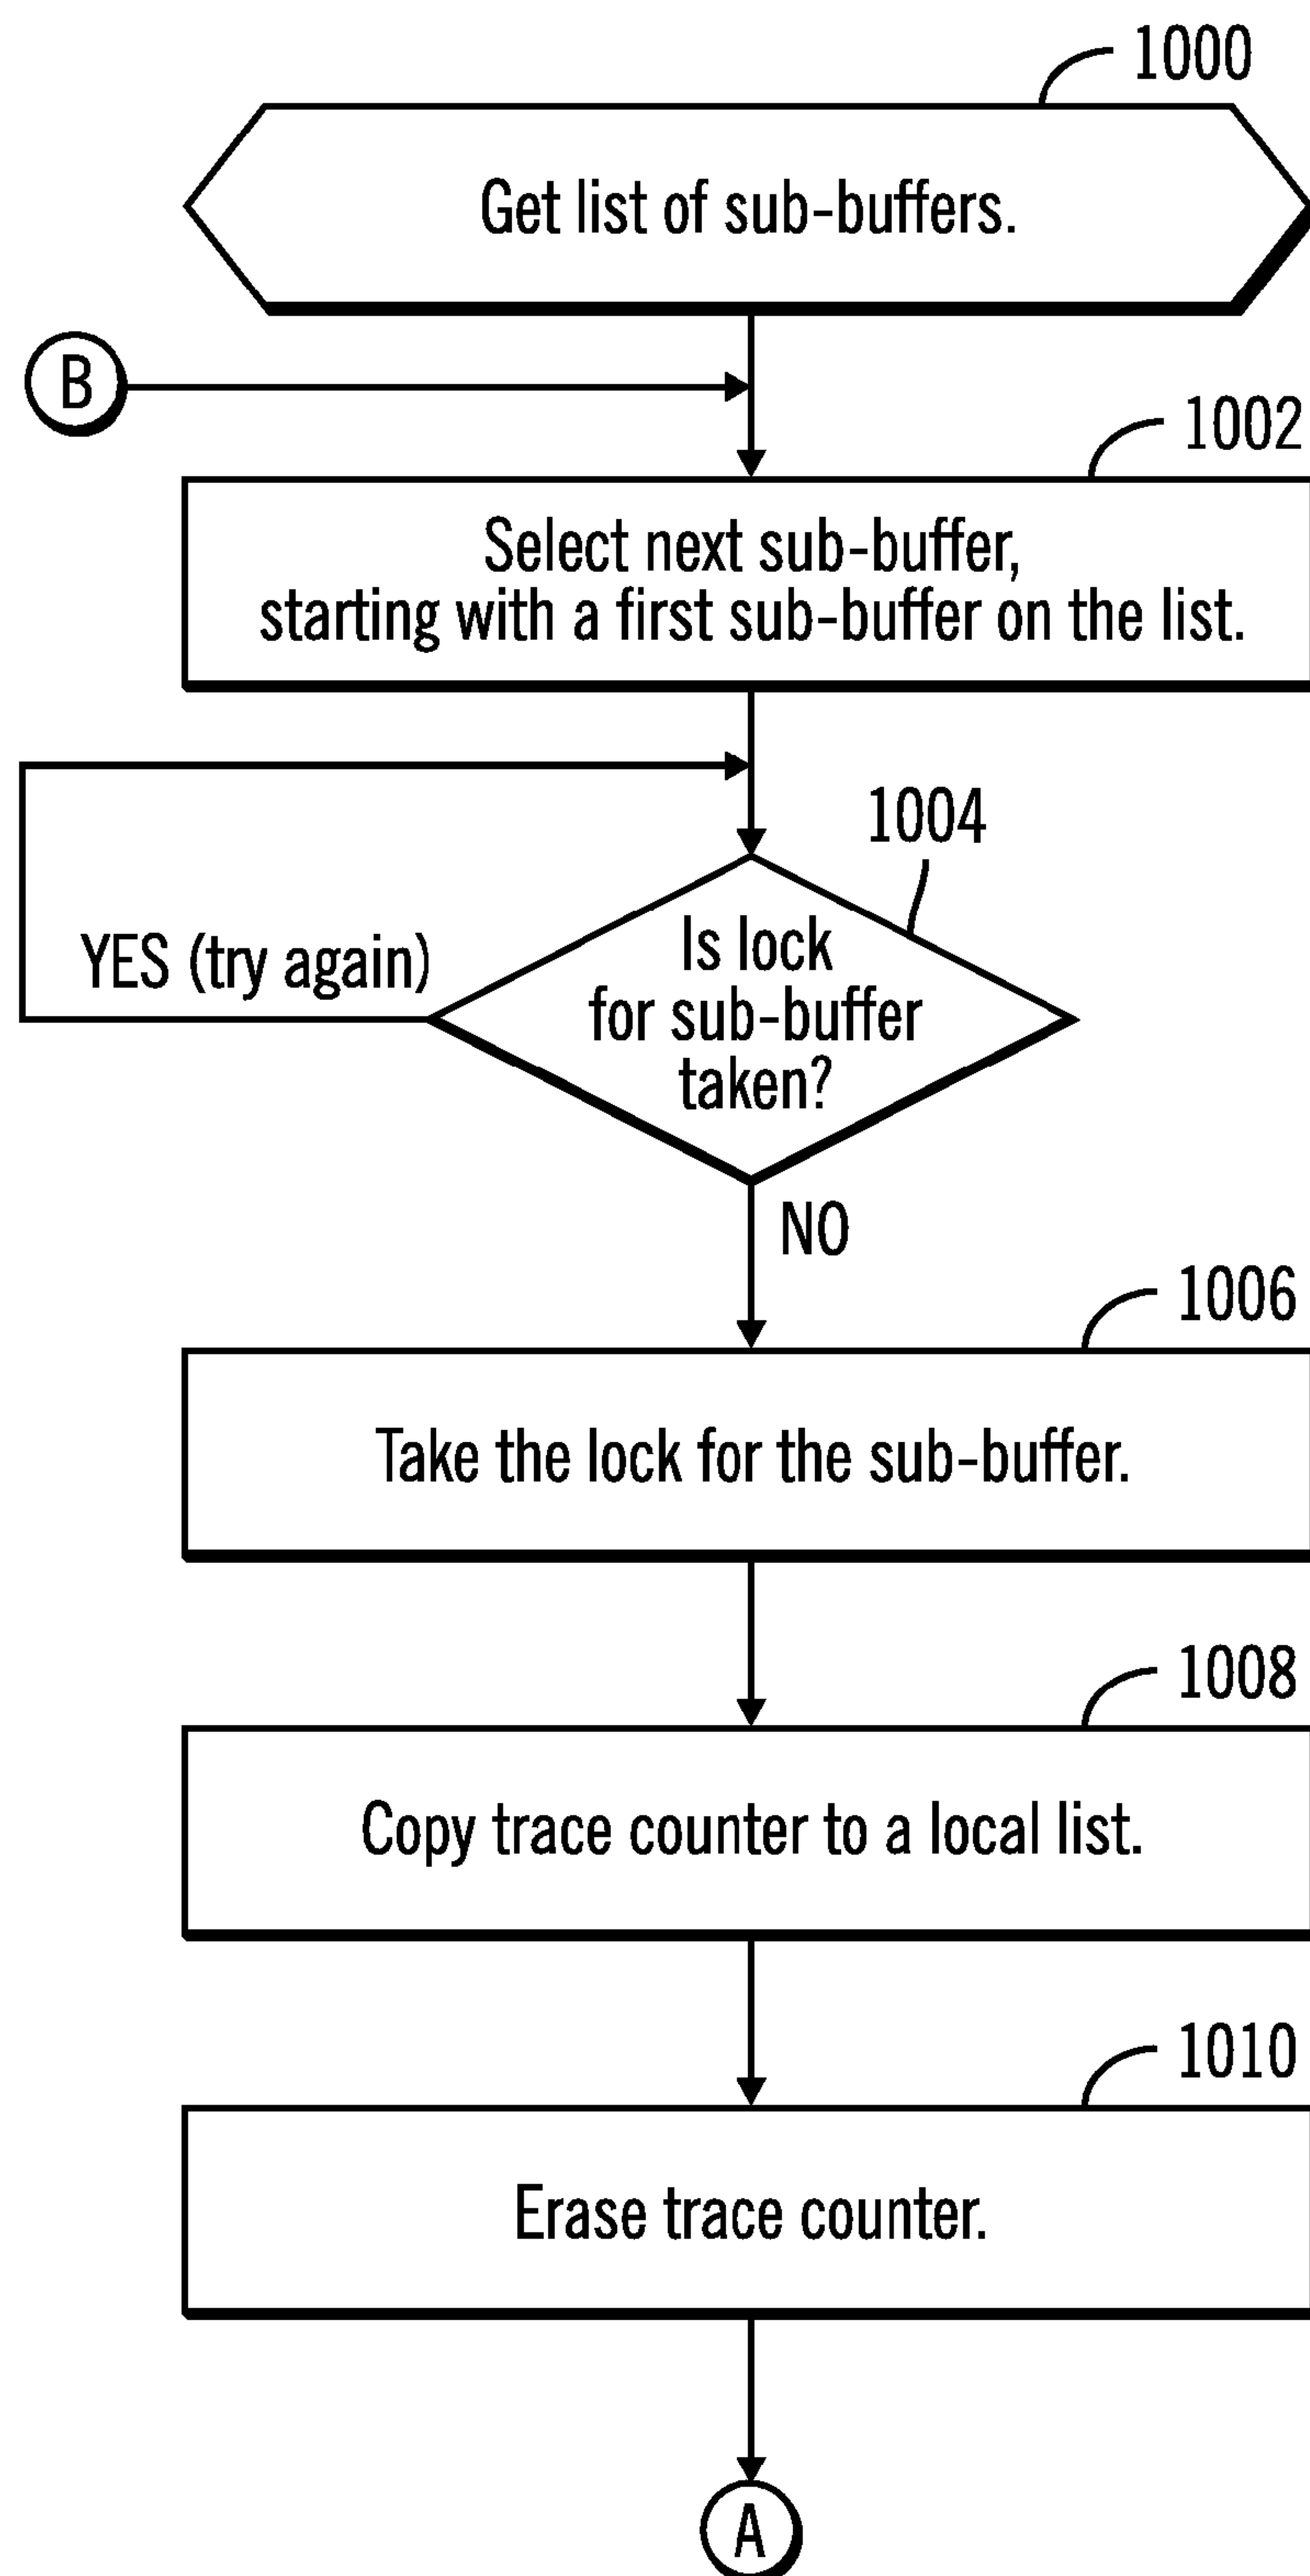 1000
Get list of sub-buffers.
B
1002
Select next sub-buffer,
starting with a first sub-buffer on the list.
1004
YES (try again)
Is lock
for sub-buffer
taken?
NO
1006
Take the lock for the sub-buffer.
1008
Copy trace counter to a local list.
1010
Erase trace counter.
A